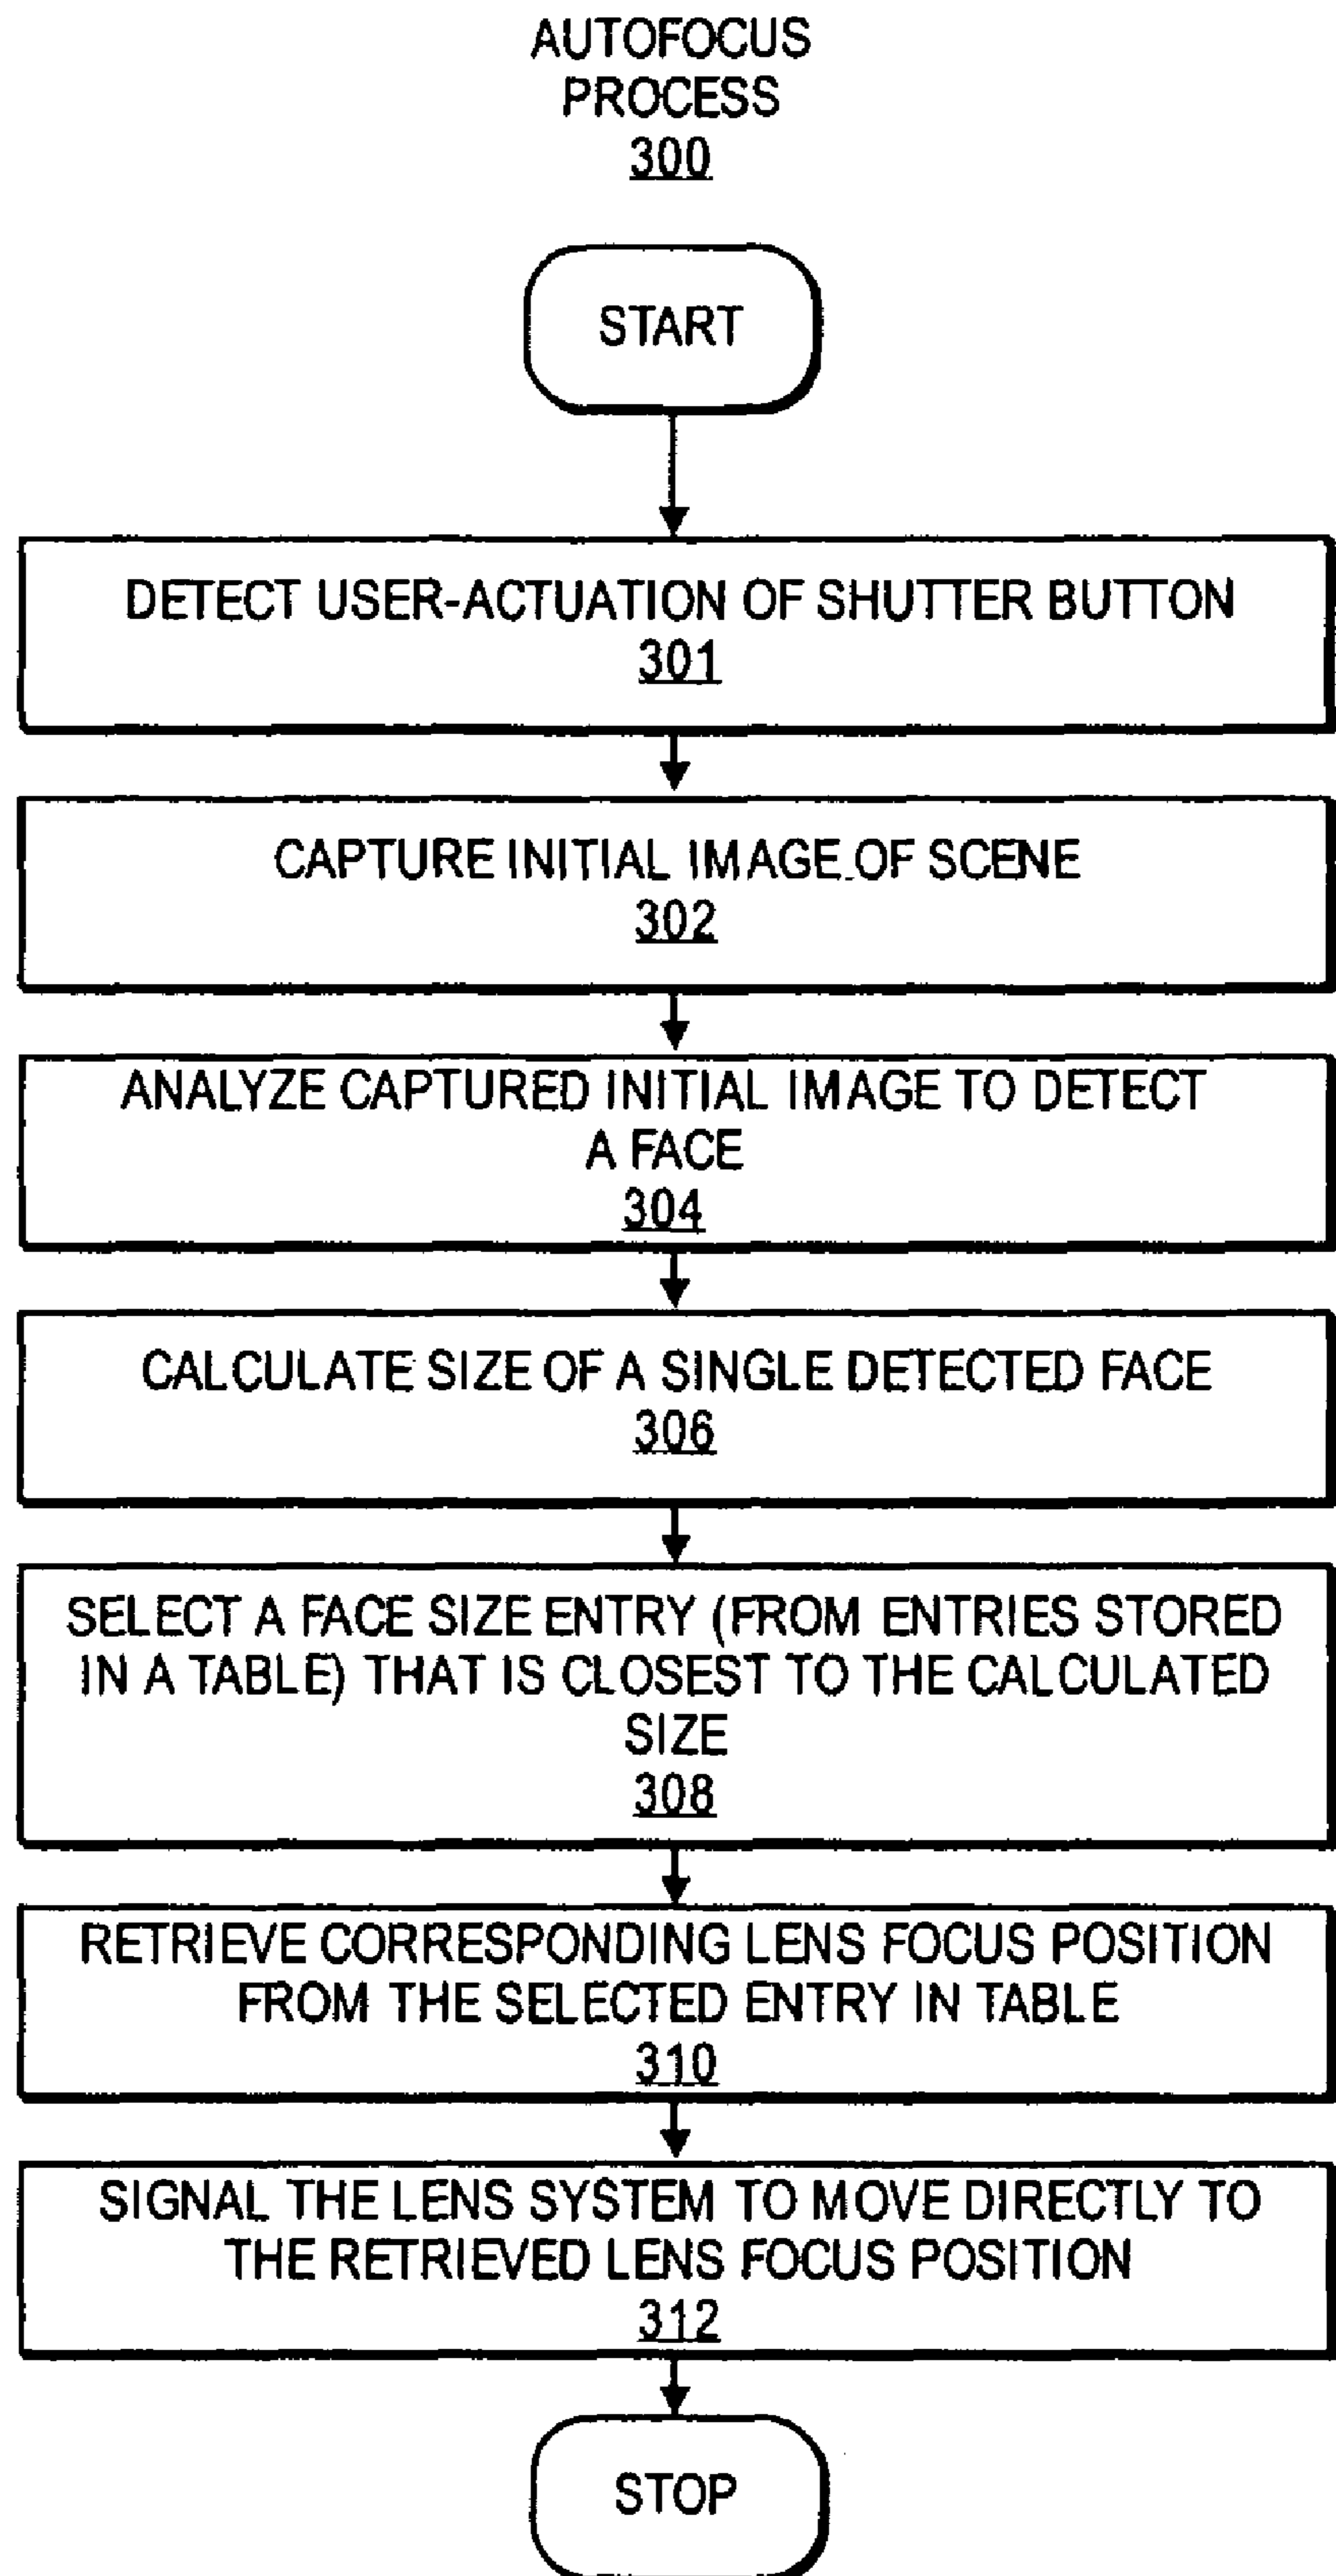 AUTOFOCUS
PROCESS
300
START
DETECT USER-ACTUATION OF SHUTTER BUTTON
301
CAPTURE INITIAL IMAGE OF SCENE
302
ANALYZE CAPTURED INITIAL IMAGE TO DETECT
A FACE
304
CALCULATE SIZE OF A SINGLE DETECTED FACE
306
SELECT A FACE SIZE ENTRY (FROM ENTRIES STORED
IN A TABLE) THAT IS CLOSEST TO THE CALCULATED
SIZE
308
RETRIEVE CORRESPONDING LENS FOCUS POSITION
FROM THE SELECTED ENTRY IN TABLE
310
SIGNAL THE LENS SYSTEM TO MOVE DIRECTLY TO
THE RETRIEVED LENS FOCUS POSITION
312
STOP